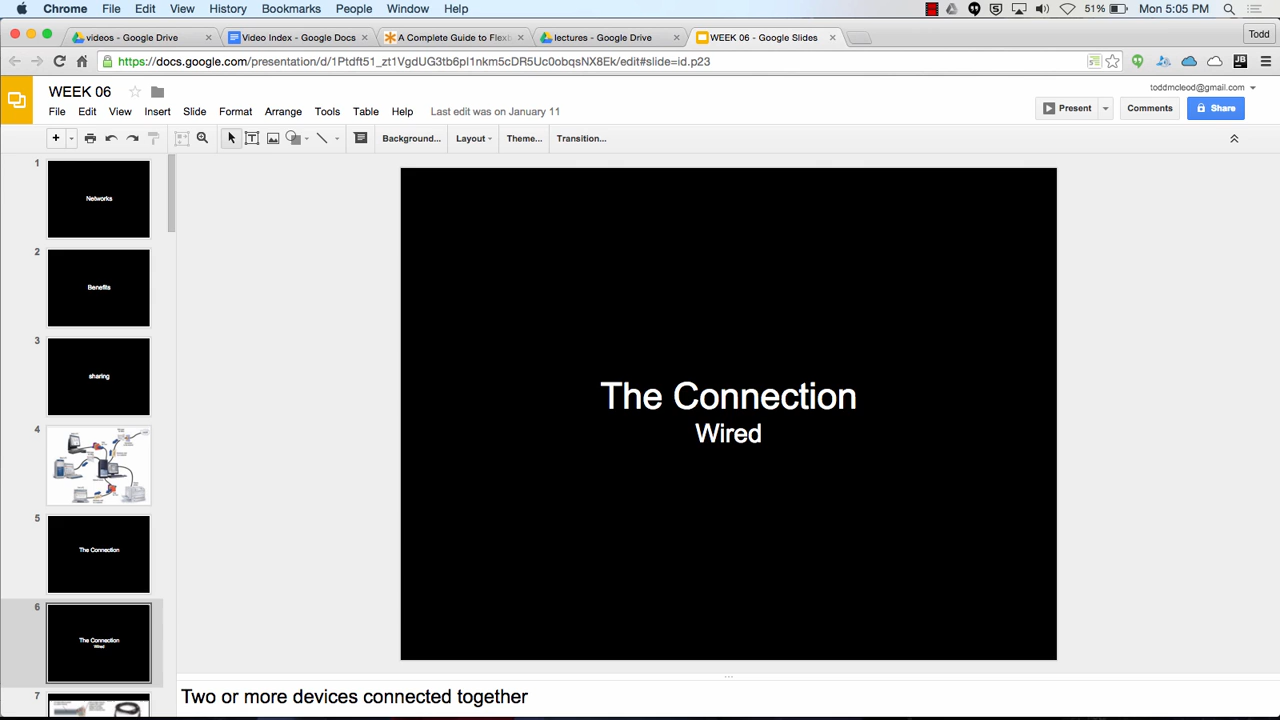 Chrome File Edit View History Bookmarks People Window Help 51% Mon 5:05 PM
videos - Google Drive Video Index - Google Docs A Complete Guide to Flex lectures - Google Drive WEEK 06 - Google Slides Todd
https://docs.google.com/presentation/d/1Ptdft51_zt1VgdUG3tb6pI1nkm5cDR5Uc0obqsNX8Ek/edit#slide=id.p23
WEEK 06 toddmcleod@gmail.com
File Edit View Insert Slide Format Arrange Tools Table Help Last edit was on January 11 Present Comments Share
Background... Layout Theme... Transition...
1
Networks
2
Benefits
3
sharing
4
5
The Connection
6
The Connection
Wired
7
The Connection
Wired
Two or more devices connected together